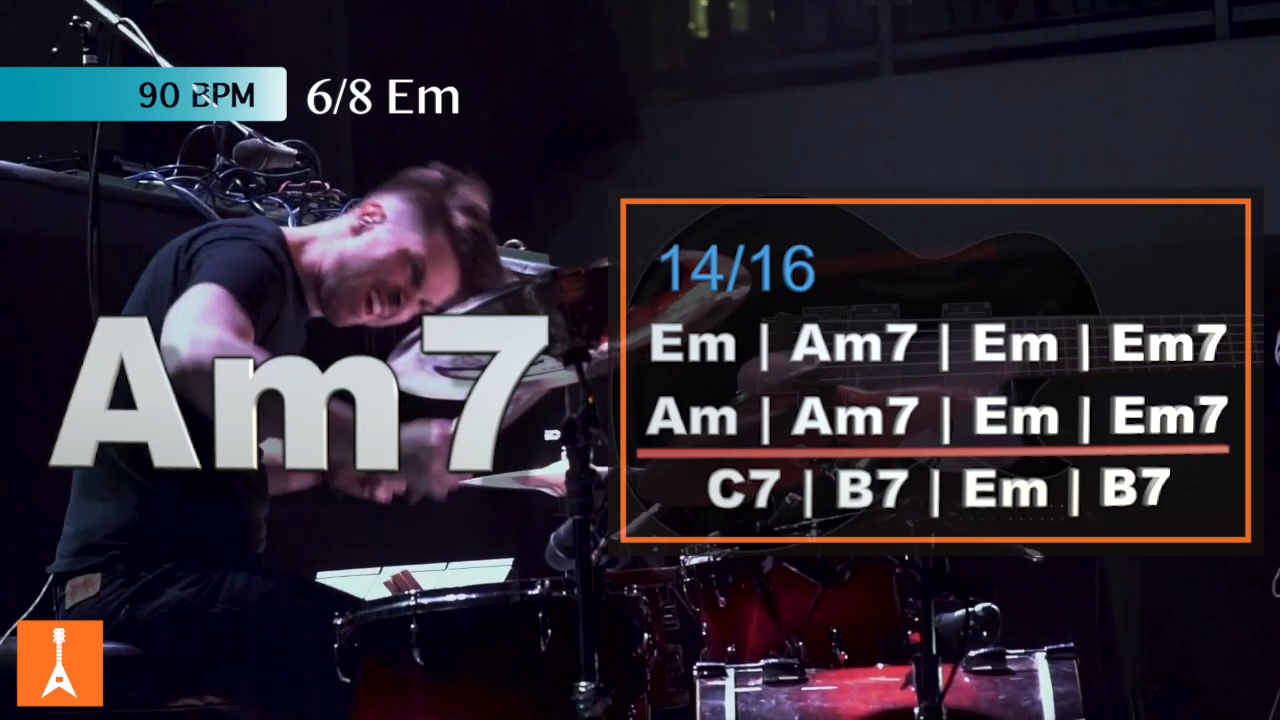 90 BPM 6/8 Em
14/16
Em | Am7 | Em | Em7
Am7
Am | Am7 | Em | Em7
C7 | B7 | Em | B7